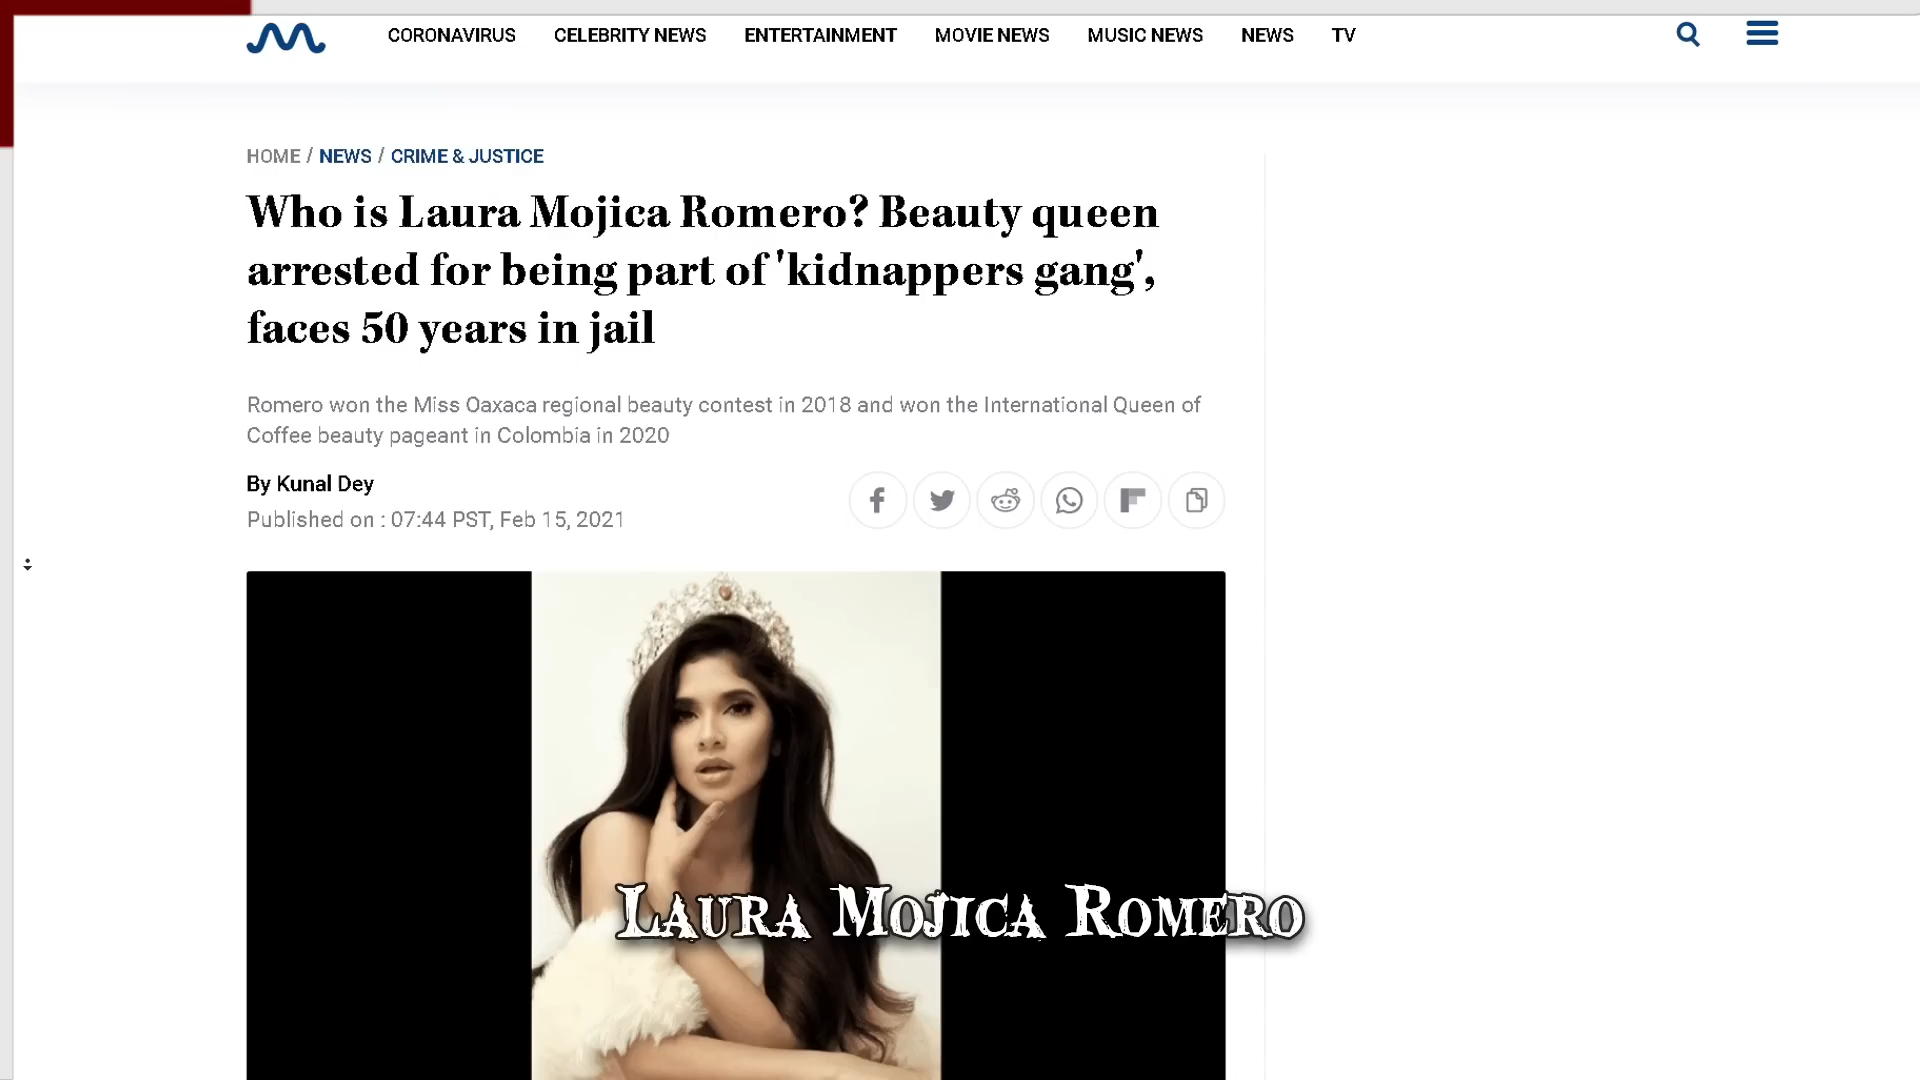 CORONAVIRUS CELEBRITY NEWS ENTERTAINMENT MOVIE NEWS MUSIC NEWS NEWS TV
HOME / NEWS / CRIME & JUSTICE
Who is Laura Mojica Romero? Beauty queen
arrested for being part of 'kidnappers gang',
faces 50 years in jail
Romero won the Miss Oaxaca regional beauty contest in 2018 and won the International Queen of
Coffee beauty pageant in Colombia in 2020
By Kunal Dey
Published on : 07:44 PST, Feb 15, 2021
LAURA MOJICA ROMERO